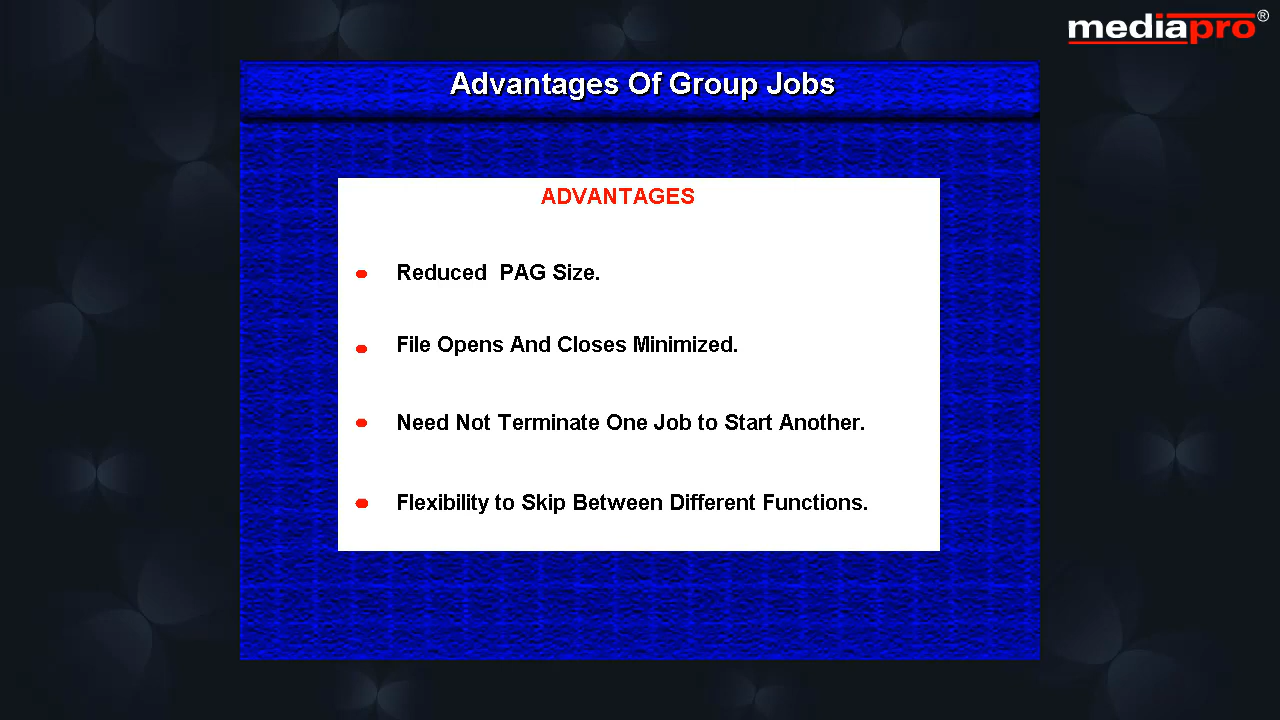 mediapro®
Advantages Of Group Jobs
ADVANTAGES
Reduced PAG Size.
File Opens And Closes Minimized.
Need Not Terminate One Job to Start Another.
Flexibility to Skip Between Different Functions.